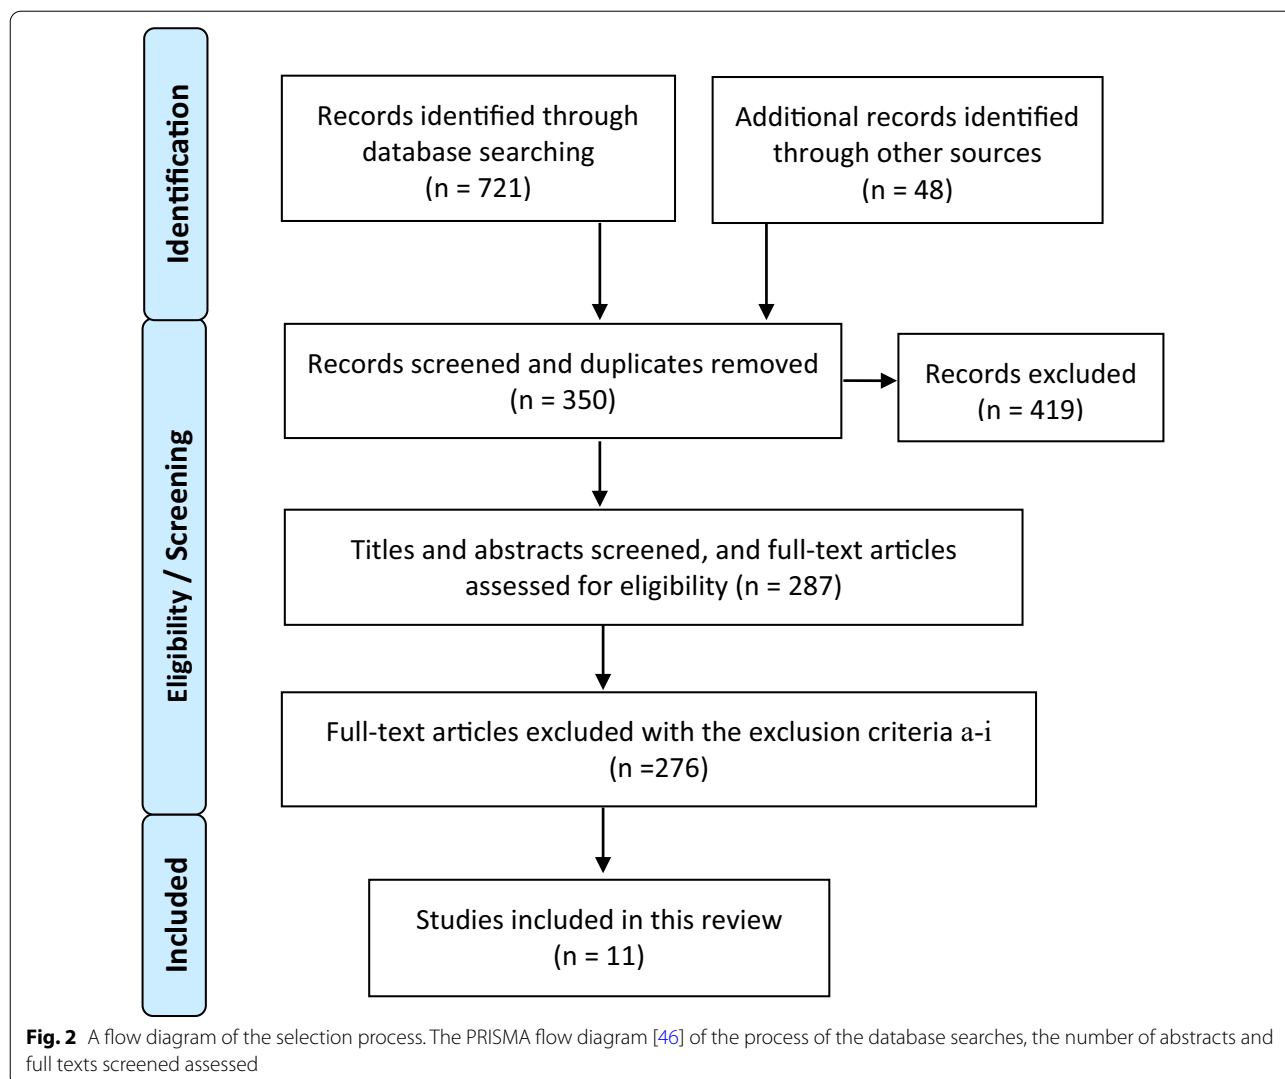 Identification
Records identified through
database searching
(n = 721)
Additional records identified
through other sources
(n = 48)
Eligibility / Screening
Records screened and duplicates removed
(n = 350)
Records excluded
(n = 419)
Titles and abstracts screened, and full-text articles
assessed for eligibility (n = 287)
Full-text articles excluded with the exclusion criteria a-i
(n =276)
Included
Studies included in this review
(n = 11)
Fig. 2 A flow diagram of the selection process. The PRISMA flow diagram [46] of the process of the database searches, the number of abstracts and
full texts screened assessed